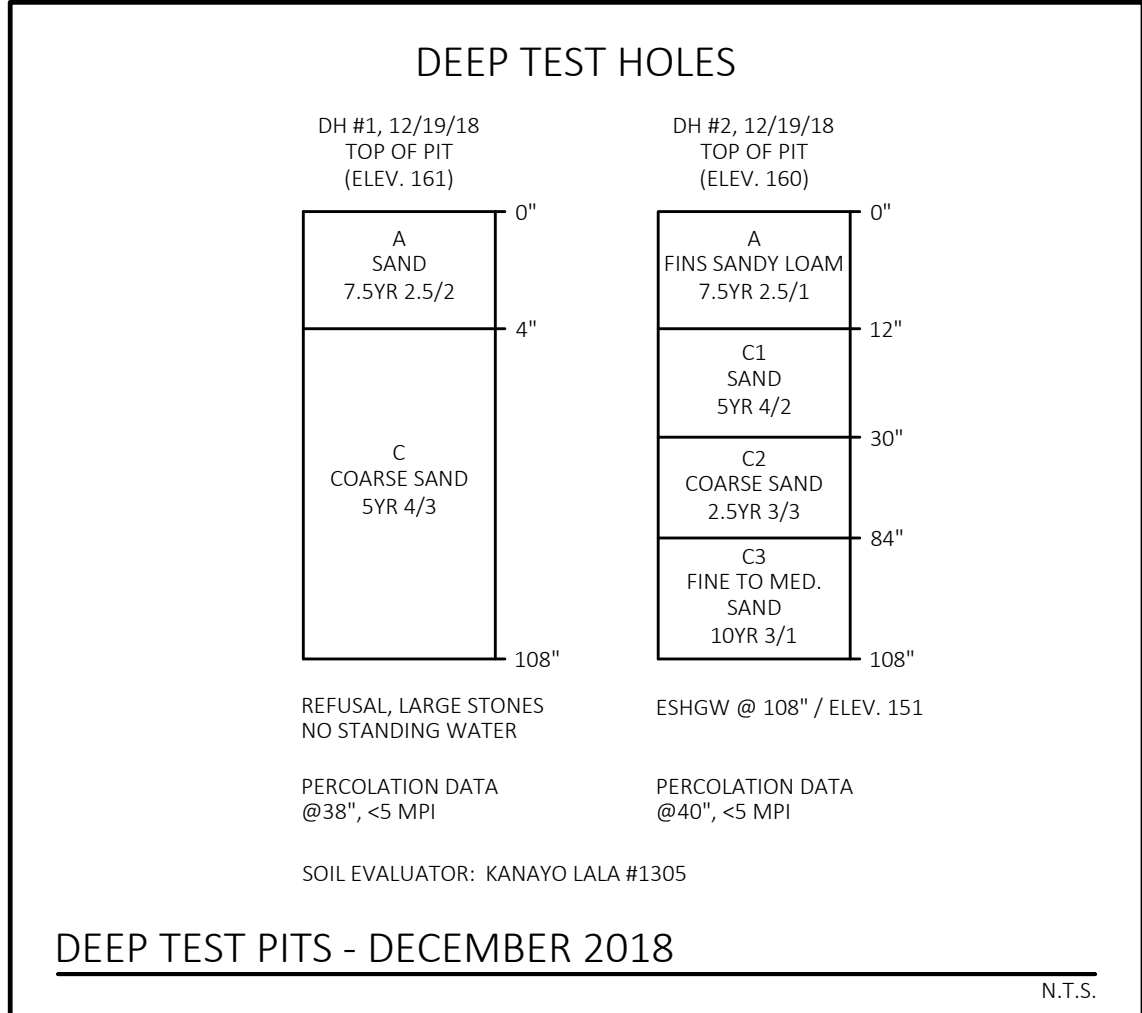 DEEP TEST HOLES
DH #1, 12/19/18
TOP OF PIT
(ELEV. 161)
0"
A
SAND
7.5YR 2.5/2
4"
C
COARSE SAND
5YR 4/3
108"
REFUSAL, LARGE STONES
NO STANDING WATER
PERCOLATION DATA
@38", <5 MPI
DH #2, 12/19/18
TOP OF PIT
(ELEV. 160)
0"
A
FINS SANDY LOAM
7.5YR 2.5/1
12"
C1
SAND
5YR 4/2
30"
C2
COARSE SAND
2.5YR 3/3
84"
C3
FINE TO MED.
SAND
10YR 3/1
108"
ESHGW @ 108" / ELEV. 151
PERCOLATION DATA
@40", <5 MPI
SOIL EVALUATOR: KANAYO LALA #1305
DEEP TEST PITS - DECEMBER 2018
N.T.S.